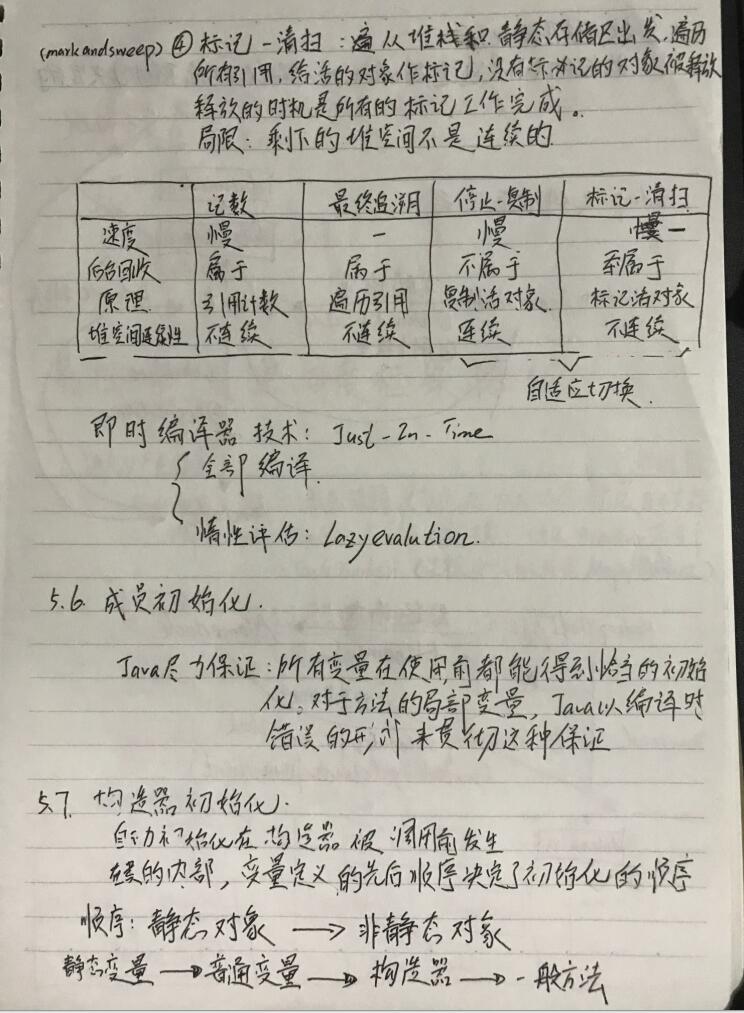 (markandsweep) ④ 标记-清扫：遍从堆栈和静态存储区出发，遍历
所有引用，给活的对象作标记，没有标记的对象被释放
释放的时机是所有的标记工作完成。
局限：剩下的堆空间不是连续的
记数 最终追溯 停止-复制 标记-清扫
速度 慢 一 慢 一
后台回收 属于 属于 不属于 属于
原理 引用计数 遍历引用 复制活对象 标记活对象
堆空间连续性 不连续 不连续 连续 不连续
自适应切换.
即时编译器技术：Just-In-Time
全部编译.
惰性评估：Lazyevalution.
5.6. 成员初始化.
Java尽力保证：所有变量在使用前都能得到恰当的初始
化。对于方法的局部变量，Java以编译时
错误的形式来贯彻这种保证
5.7. 构造器初始化.
自动初始化在构造器被调用前发生
在类的内部，变量定义的先后顺序决定了初始化的顺序
顺序：静态对象 → 非静态对象
静态变量 → 普通变量 → 构造器 → 一般方法